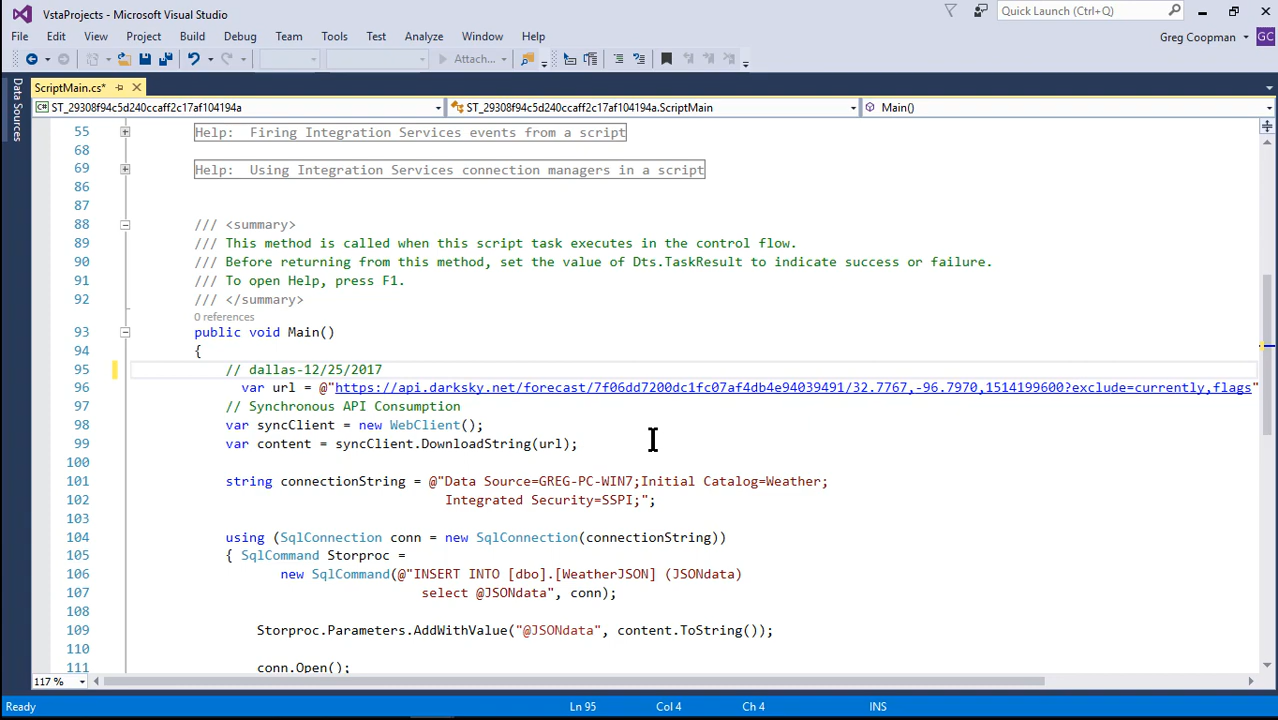 VstaProjects - Microsoft Visual Studio
Quick Launch (Ctrl+Q)
File Edit View Project Build Debug Team Tools Test Analyze Window Help
Greg Coopman GC
Attach...
ScriptMain.cs*
Data Sources
ST_29308f94c5d240ccaff2c17af104194a ST_29308f94c5d240ccaff2c17af104194a.ScriptMain Main()
55 Help: Firing Integration Services events from a script
68
69 Help: Using Integration Services connection managers in a script
86
87
88 /// <summary>
89 /// This method is called when this script task executes in the control flow.
90 /// Before returning from this method, set the value of Dts.TaskResult to indicate success or failure.
91 /// To open Help, press F1.
92 /// </summary>
0 references
93 public void Main()
94 {
95 // dallas-12/25/2017
96 var url = @"https://api.darksky.net/forecast/7f06dd7200dc1fc07af4db4e94039491/32.7767,-96.7970,1514199600?exclude=currently,flags"
97 // Synchronous API Consumption
98 var syncClient = new WebClient();
99 var content = syncClient.DownloadString(url);
100
101 string connectionString = @"Data Source=GREG-PC-WIN7;Initial Catalog=Weather;
102 Integrated Security=SSPI;";
103
104 using (SqlConnection conn = new SqlConnection(connectionString))
105 { SqlCommand Storproc =
106 new SqlCommand(@"INSERT INTO [dbo].[WeatherJSON] (JSONdata)
107 select @JSONdata", conn);
108
109 Storproc.Parameters.AddWithValue("@JSONdata", content.ToString());
110
111 conn.Open();
117 %
Ready Ln 95 Col 4 Ch 4 INS